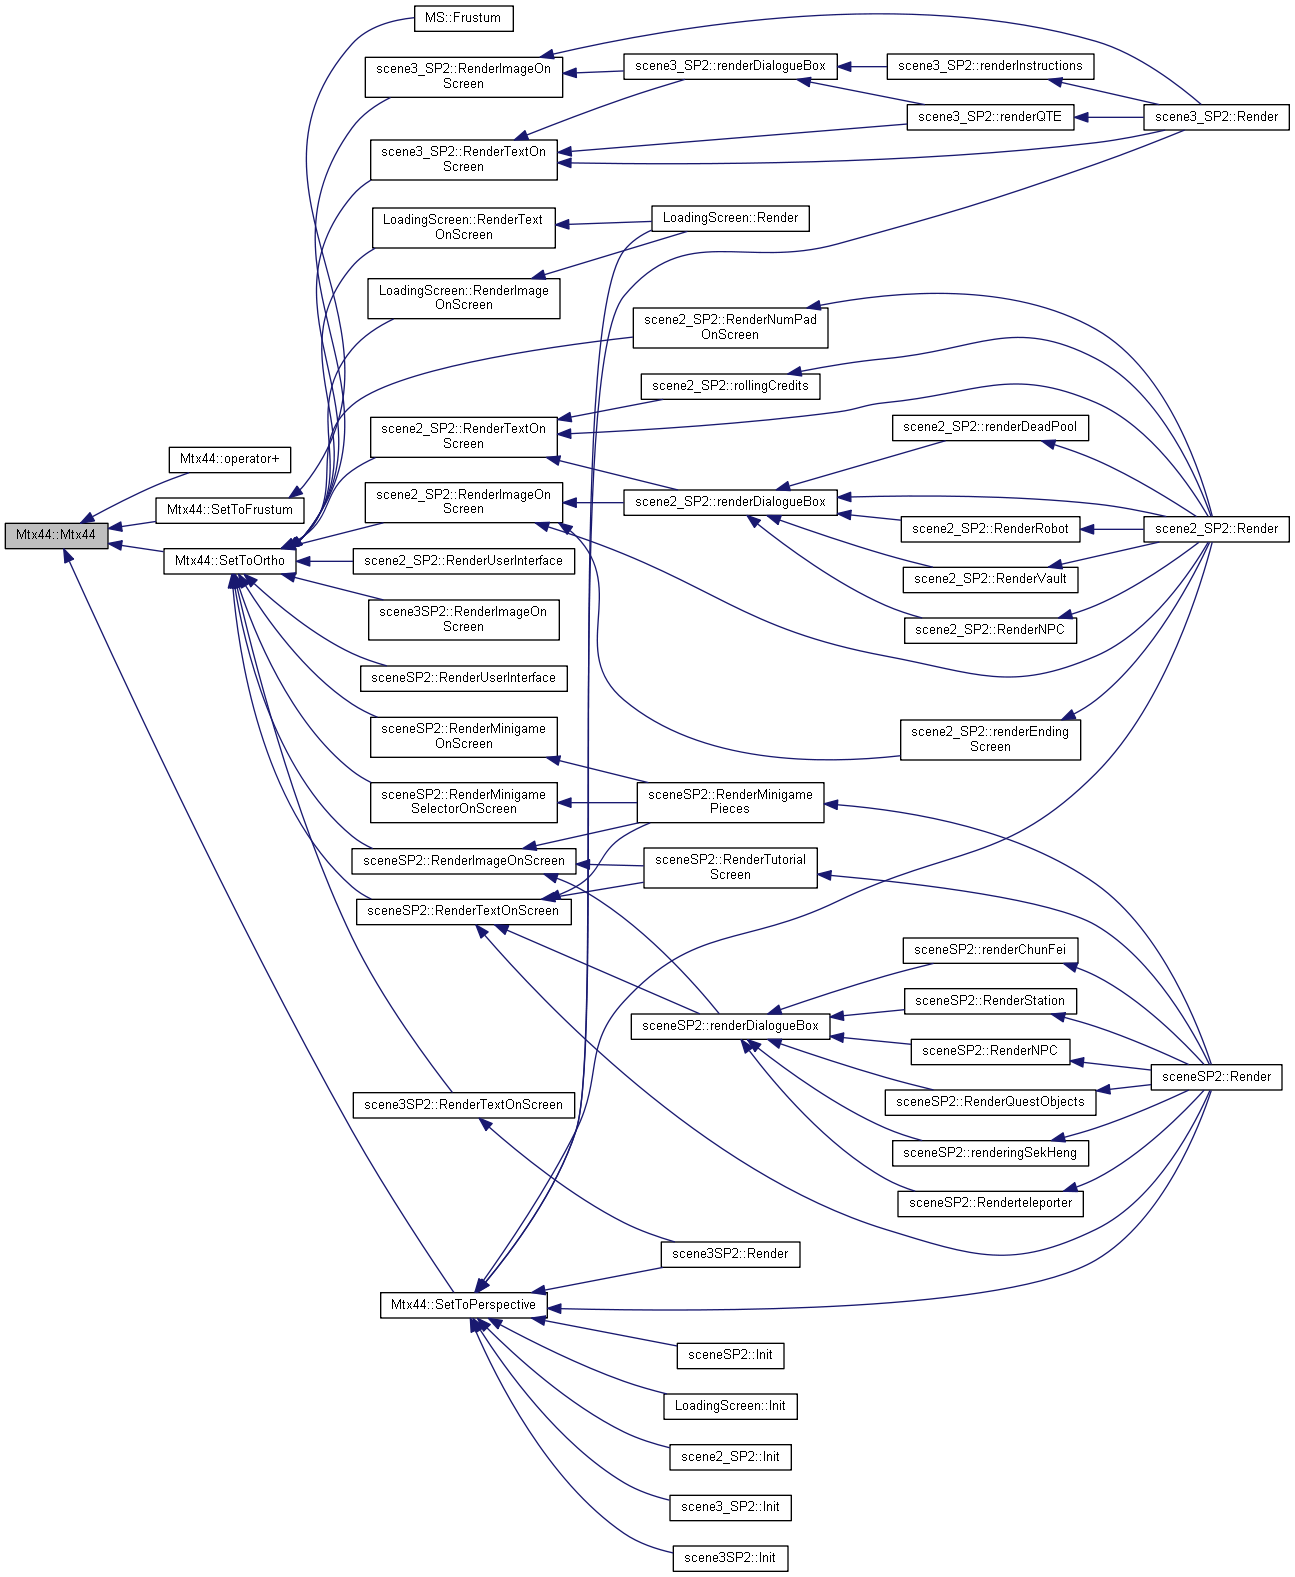 MS::Frustum
scene3_SP2::RenderImageOn
Screen
scene3_SP2::renderDialogueBox
scene3_SP2::renderInstructions
scene3_SP2::renderQTE
scene3_SP2::Render
scene3_SP2::RenderTextOn
Screen
LoadingScreen::RenderText
OnScreen
LoadingScreen::Render
LoadingScreen::RenderImage
OnScreen
scene2_SP2::RenderNumPad
OnScreen
scene2_SP2::rollingCredits
scene2_SP2::RenderTextOn
Screen
scene2_SP2::renderDeadPool
Mtx44::operator+
scene2_SP2::RenderImageOn
Screen
scene2_SP2::renderDialogueBox
Mtx44::SetToFrustum
Mtx44::Mtx44
scene2_SP2::RenderRobot
scene2_SP2::Render
Mtx44::SetToOrtho
scene2_SP2::RenderUserInterface
scene2_SP2::RenderVault
scene3SP2::RenderImageOn
Screen
scene2_SP2::RenderNPC
sceneSP2::RenderUserInterface
sceneSP2::RenderMinigame
OnScreen
scene2_SP2::renderEnding
Screen
sceneSP2::RenderMinigame
SelectorOnScreen
sceneSP2::RenderMinigame
Pieces
sceneSP2::RenderImageOnScreen
sceneSP2::RenderTutorial
Screen
sceneSP2::RenderTextOnScreen
sceneSP2::renderChunFei
sceneSP2::RenderStation
sceneSP2::renderDialogueBox
sceneSP2::RenderNPC
sceneSP2::Render
sceneSP2::RenderQuestObjects
scene3SP2::RenderTextOnScreen
sceneSP2::renderingSekHeng
sceneSP2::Renderteleporter
scene3SP2::Render
Mtx44::SetToPerspective
sceneSP2::Init
LoadingScreen::Init
scene2_SP2::Init
scene3_SP2::Init
scene3SP2::Init